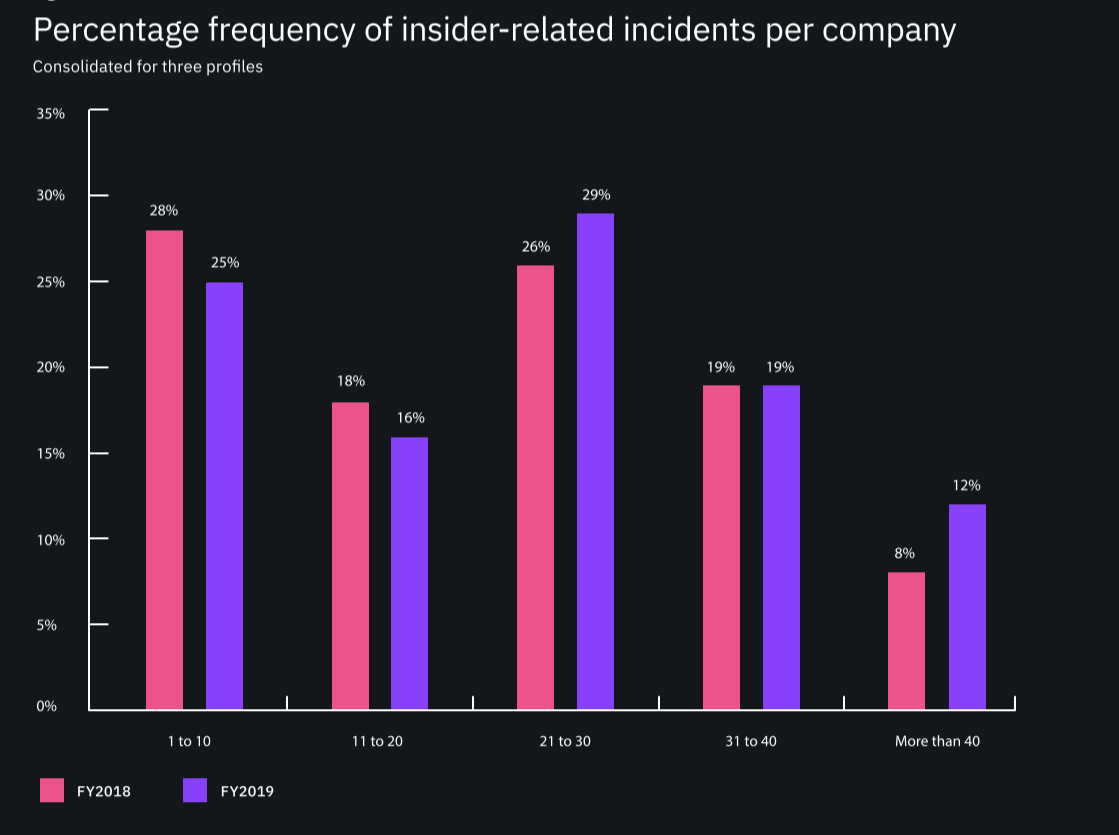 Percentage frequency of insider-related incidents per company
Consolidated for three profiles
35%
30%
25%
20%
15%
10%
5%
0%
28%
25%
18%
16%
26%
29%
19%
19%
8%
12%
1 to 10
11 to 20
21 to 30
31 to 40
More than 40
FY2018
FY2019